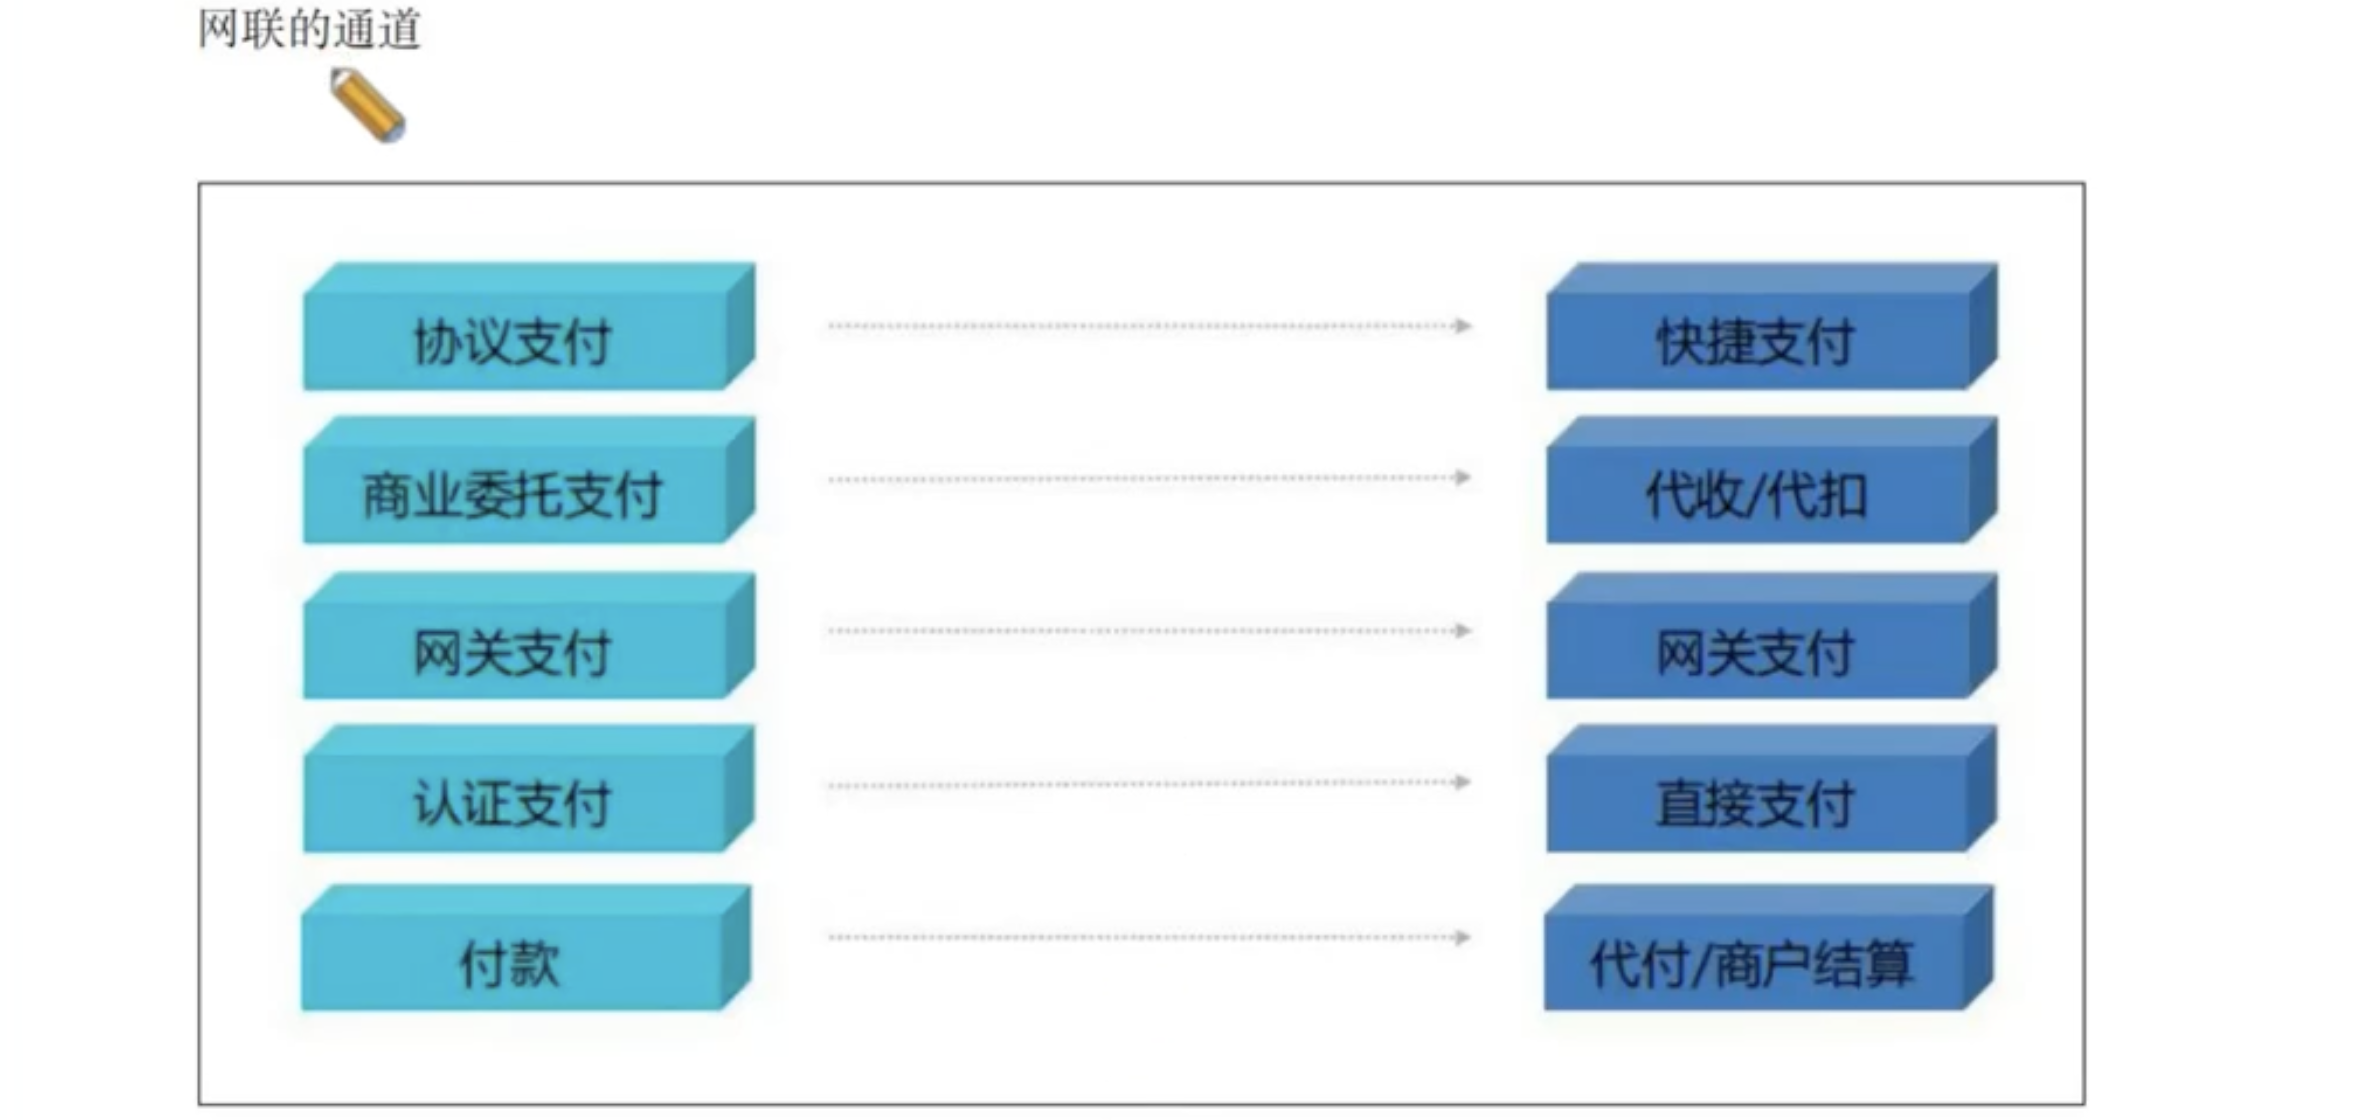 网联的通道
协议支付
快捷支付
商业委托支付
代收/代扣
网关支付
网关支付
认证支付
直接支付
付款
代付/商户结算